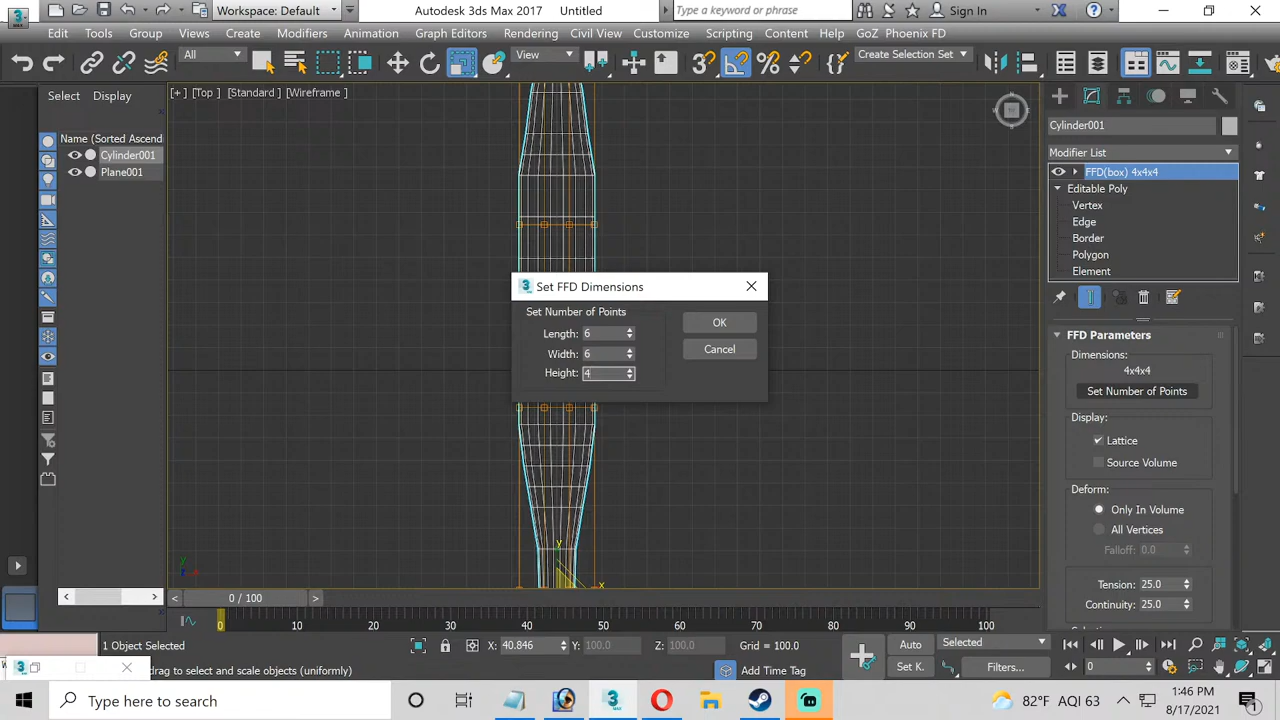 Workspace: Default
Autodesk 3ds Max 2017 Untitled
Type a keyword or phrase
Sign In
Edit Tools Group Views Create Modifiers Animation Graph Editors Rendering Civil View Customize Scripting Content Help GoZ Phoenix FD
All
View
Create Selection Set
Select Display
[+] [Top] [Standard] [Wireframe]
Name (Sorted Ascend
Cylinder001
Plane001
Cylinder001
Modifier List
FFD(box) 4x4x4
Editable Poly
Vertex
Edge
Border
Polygon
Element
Set FFD Dimensions
Set Number of Points
Length: 6
Width: 6
Height: 4
OK
Cancel
FFD Parameters
Dimensions:
4x4x4
Set Number of Points
Display:
Lattice
Source Volume
Deform:
Only In Volume
All Vertices
Falloff: 0.0
Tension: 25.0
Continuity: 25.0
y
x
0 / 100
0 10 20 30 40 50 60 70 80 90 100
1 Object Selected
X: 40.846 Y: 100.0 Z: 100.0 Grid = 100.0
Auto
Selected
drag to select and scale objects (uniformly)
Add Time Tag
Set K.
Filters...
0
Type here to search
82°F AQI 63
1:46 PM
8/17/2021